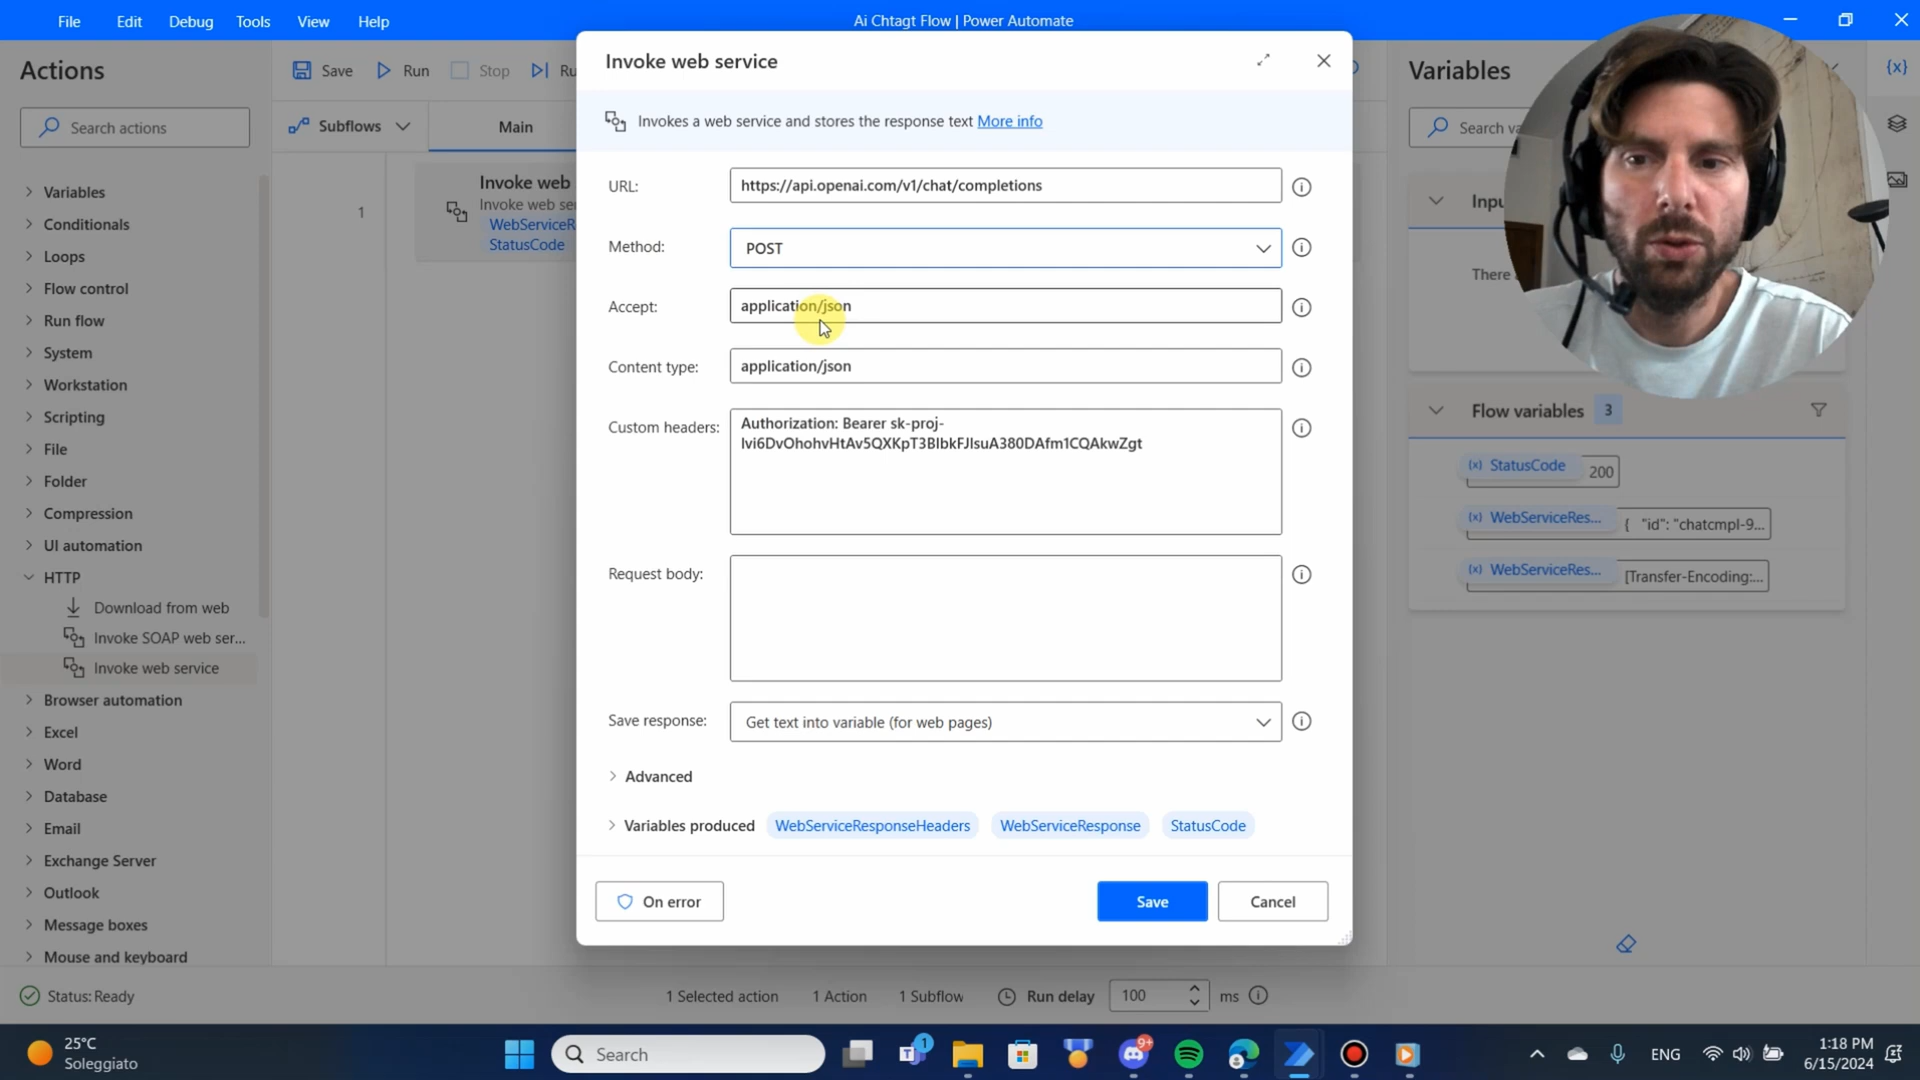 File Edit Debug Tools View Help
Ai Chtagt Flow | Power Automate
Actions
Search actions
Variables
Conditionals
Loops
Flow control
Run flow
System
Workstation
Scripting
File
Folder
Compression
UI automation
HTTP
Download from web
Invoke SOAP web ser...
Invoke web service
Browser automation
Excel
Word
Database
Email
Exchange Server
Outlook
Message boxes
Mouse and keyboard
Save Run Stop
Subflows Main
1
Invoke web
StatusCode
Invoke web service
Invokes a web service and stores the response text More info
URL: https://api.openai.com/v1/chat/completions
Method: POST
Accept: application/json
Content type: application/json
Custom headers: Authorization: Bearer sk-proj-
lvi6DvOhohvHtAv5QXKpT3BlbkFJIsuA380DAfm1CQAkwZgt
Request body:
Save response: Get text into variable (for web pages)
Advanced
Variables produced WebServiceResponseHeaders WebServiceResponse StatusCode
On error Save Cancel
Variables
{x}
Search
There
Flow variables 3
(x) StatusCode 200
(x) WebServiceRes... { "id": "chatcmpl-9...
(x) WebServiceRes... [Transfer-Encoding:...
Status: Ready 1 Selected action 1 Action 1 Subflow Run delay 100 ms
25°C
Soleggiato
Search
1
9+
ENG
1:18 PM
6/15/2024